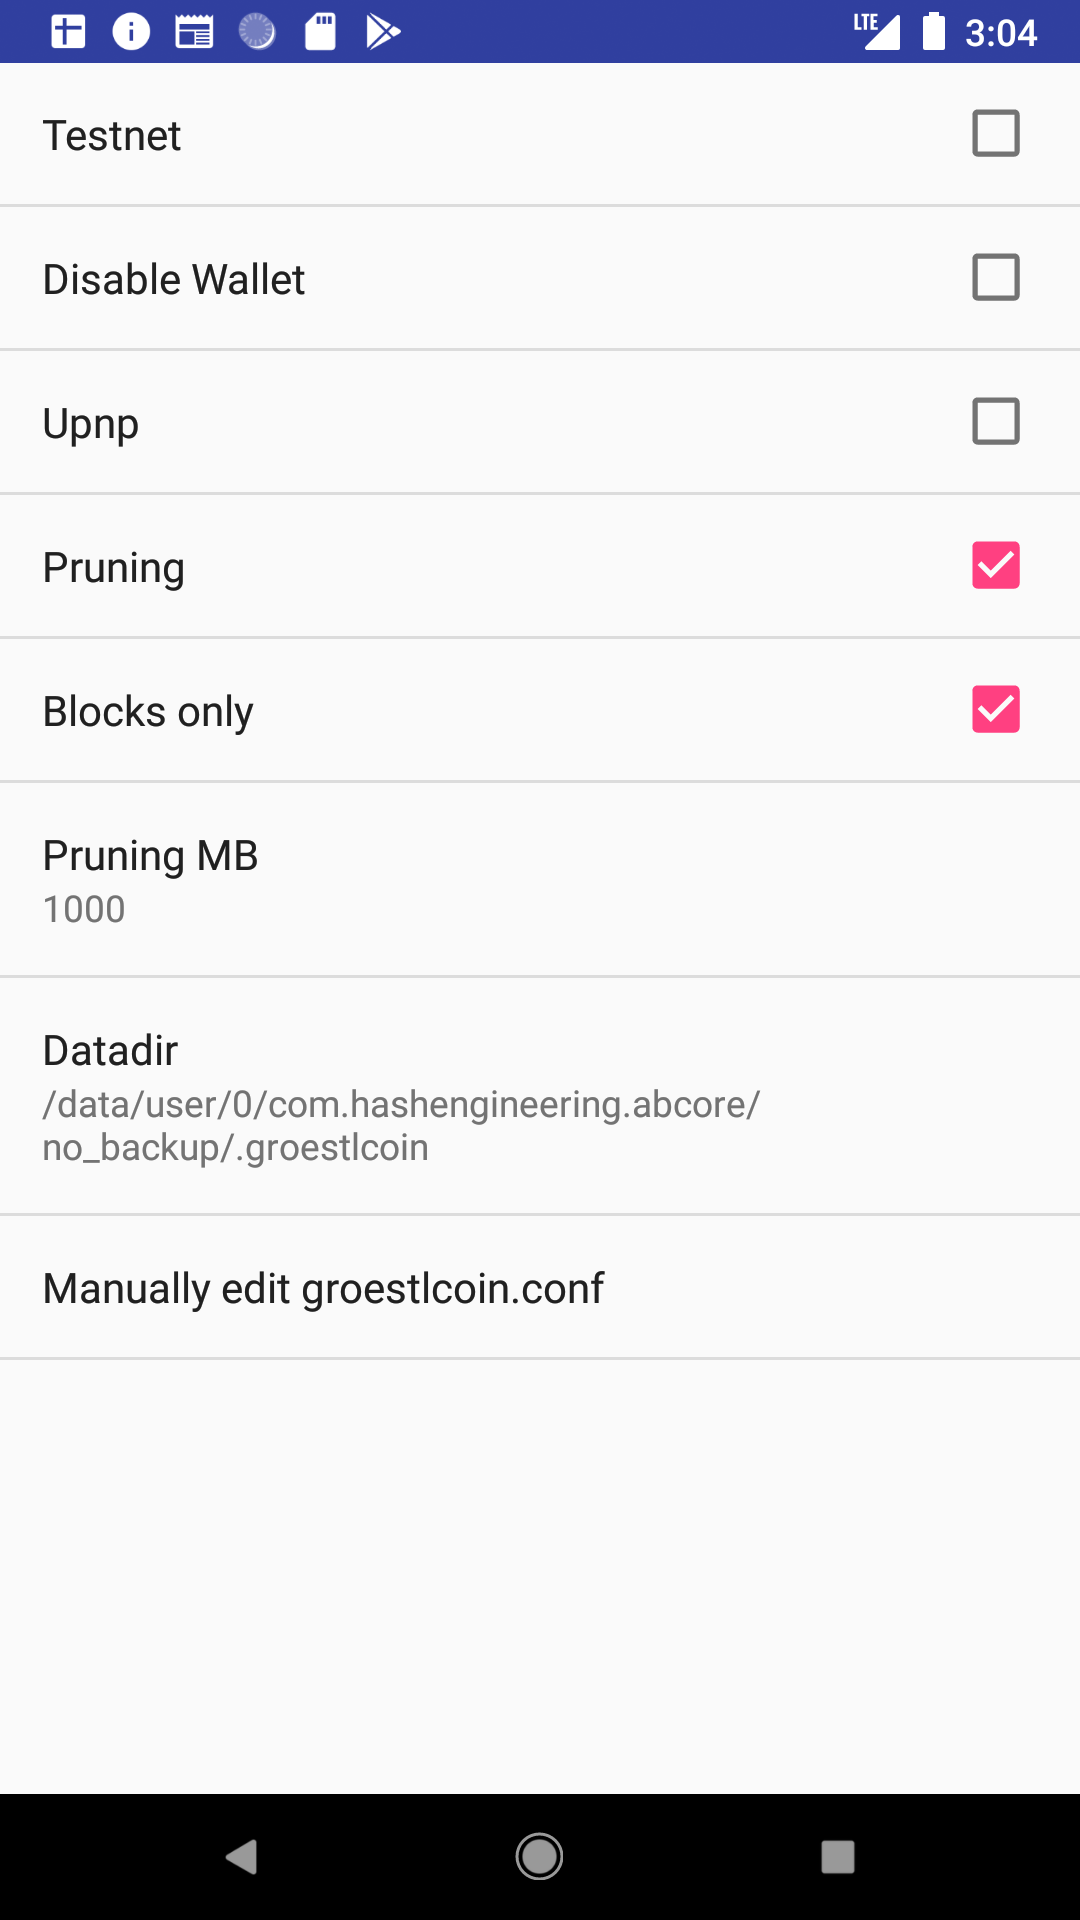 LTE 3:04
Testnet
Disable Wallet
Upnp
Pruning
Blocks only
Pruning MB
1000
Datadir
/data/user/0/com.hashengineering.abcore/
no_backup/.groestlcoin
Manually edit groestlcoin.conf